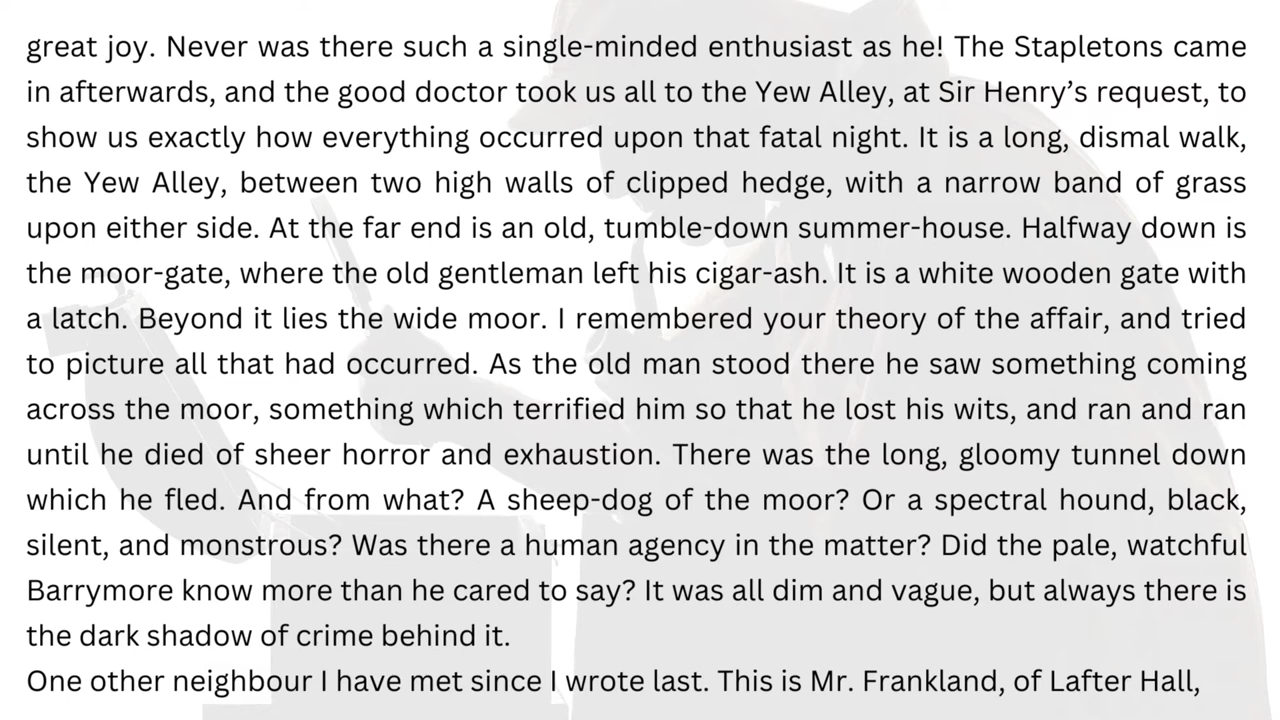 great joy. Never was there such a single-minded enthusiast as he! The Stapletons came
in afterwards, and the good doctor took us all to the Yew Alley, at Sir Henry’s request, to
show us exactly how everything occurred upon that fatal night. It is a long, dismal walk,
the Yew Alley, between two high walls of clipped hedge, with a narrow band of grass
upon either side. At the far end is an old, tumble-down summer-house. Halfway down is
the moor-gate, where the old gentleman left his cigar-ash. It is a white wooden gate with
a latch. Beyond it lies the wide moor. I remembered your theory of the affair, and tried
to picture all that had occurred. As the old man stood there he saw something coming
across the moor, something which terrified him so that he lost his wits, and ran and ran
until he died of sheer horror and exhaustion. There was the long, gloomy tunnel down
which he fled. And from what? A sheep-dog of the moor? Or a spectral hound, black,
silent, and monstrous? Was there a human agency in the matter? Did the pale, watchful
Barrymore know more than he cared to say? It was all dim and vague, but always there is
the dark shadow of crime behind it.
One other neighbour I have met since I wrote last. This is Mr. Frankland, of Lafter Hall,